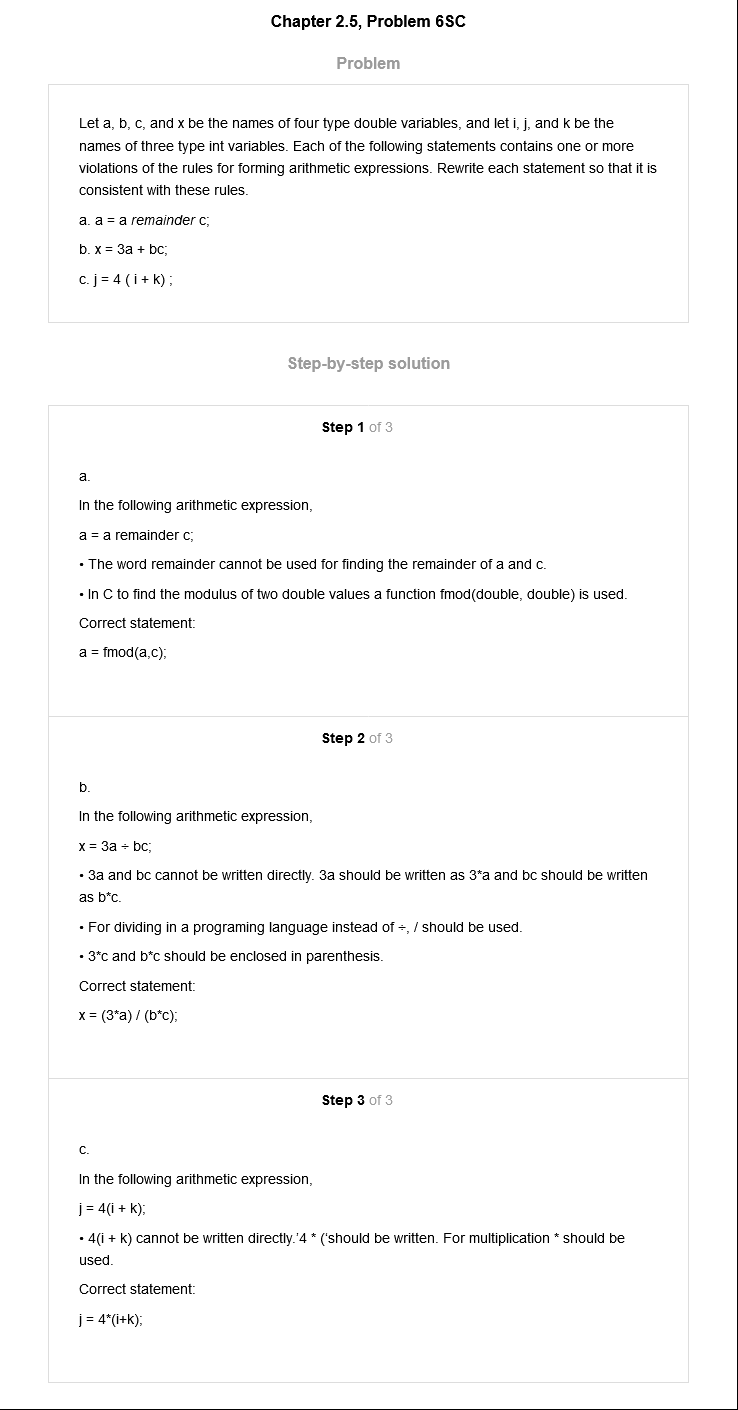 Chapter 2.5, Problem 6SC
Problem
Let a, b, c, and x be the names of four type double variables, and let i, j, and k be the
names of three type int variables. Each of the following statements contains one or more
violations of the rules for forming arithmetic expressions. Rewrite each statement so that it is
consistent with these rules.
a. a = a remainder c;
b. x = 3a + bc;
c. j = 4 ( i + k) ;
Step-by-step solution
Step 1 of 3
a.
In the following arithmetic expression,
a = a remainder c;
• The word remainder cannot be used for finding the remainder of a and c.
• In C to find the modulus of two double values a function fmod(double, double) is used.
Correct statement:
a = fmod(a,c);
Step 2 of 3
b.
In the following arithmetic expression,
x = 3a ÷ bc;
• 3a and bc cannot be written directly. 3a should be written as 3*a and bc should be written
as b*c.
• For dividing in a programing language instead of ÷, / should be used.
• 3*c and b*c should be enclosed in parenthesis.
Correct statement:
x = (3*a) / (b*c);
Step 3 of 3
c.
In the following arithmetic expression,
j = 4(i + k);
• 4(i + k) cannot be written directly.'4 * ('should be written. For multiplication * should be
used.
Correct statement:
j = 4*(i+k);